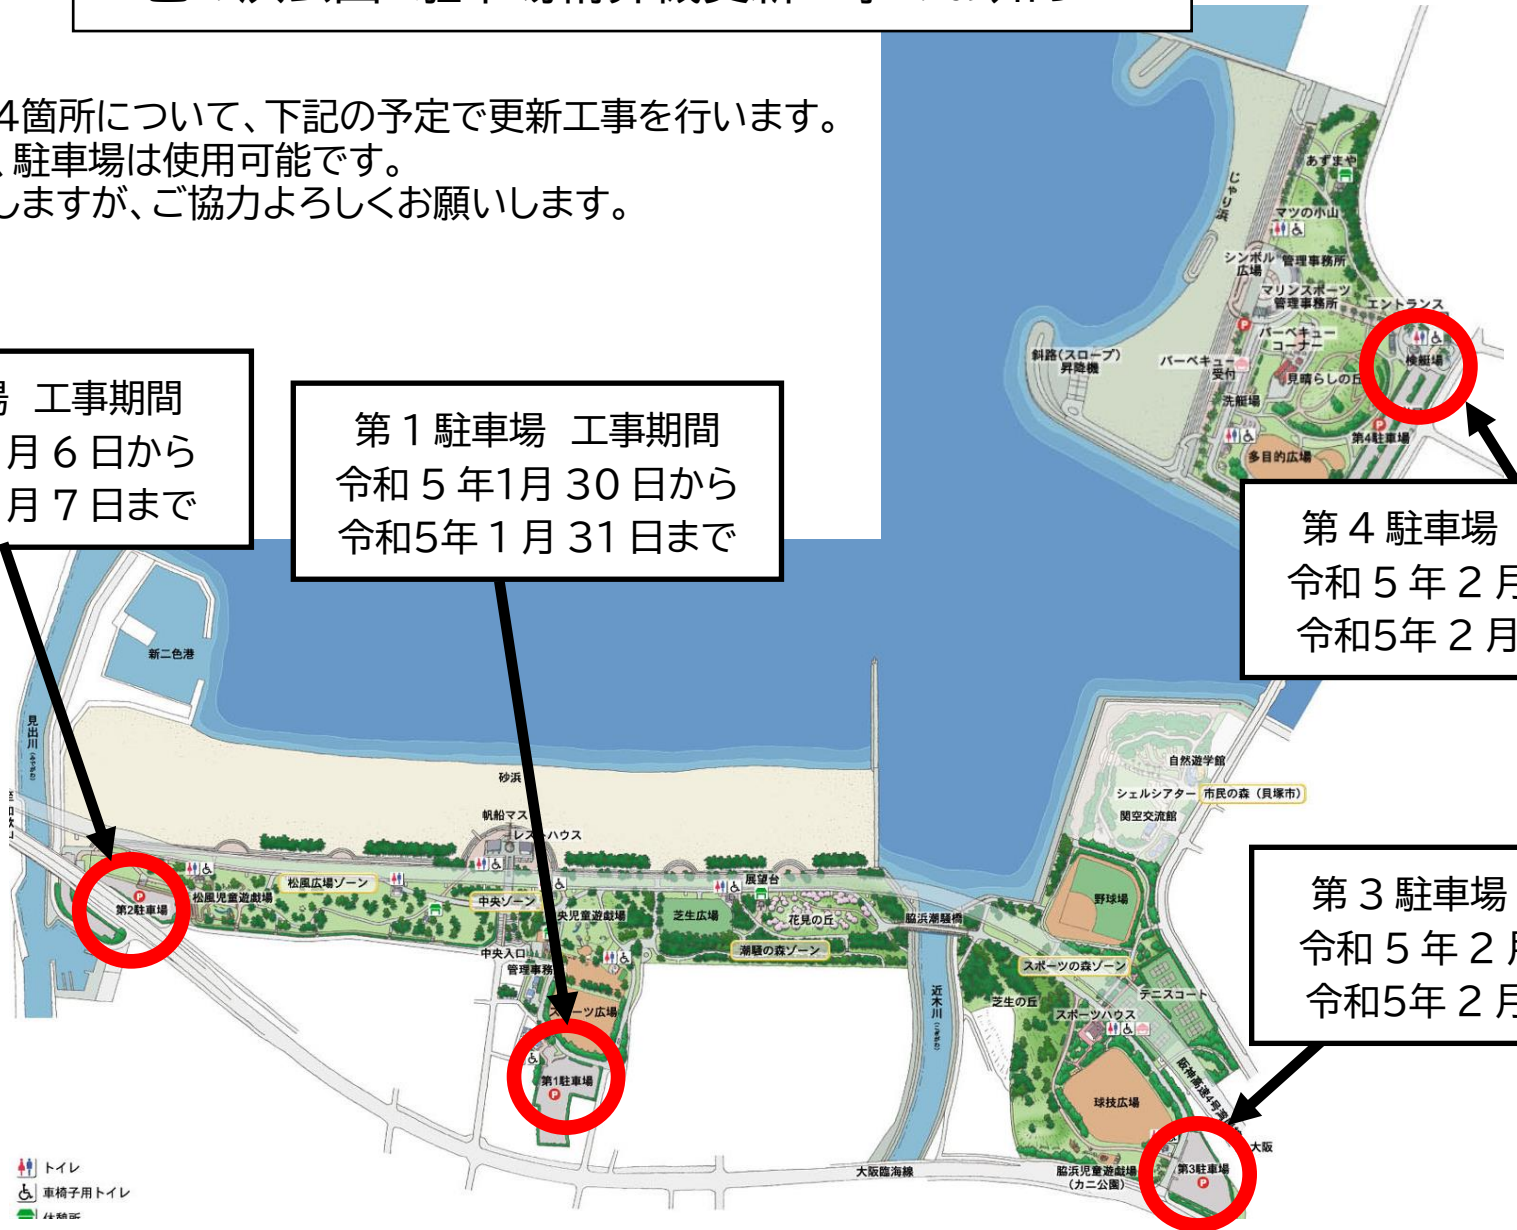 4箇所について、下記の予定で更新工事を行います。
、駐車場は使用可能です。
しますが、ご協力よろしくお願いします。
場 工事期間
月 6 日から
月 7 日まで
第 1 駐車場 工事期間
令和 5 年1月 30 日から
令和5年 1 月 31 日まで
第 4 駐車場
令和 5 年 2 月
令和5年 2 月
第 3 駐車場
令和 5 年 2 月
令和5年 2 月
あずまや
じゃり浜
マツの小山
シンボル
広場
管理事務所
マリンスポーツ
管理事務所
エントランス
バーベキュー
コーナー
検艇場
斜路(スロープ)
昇降機
バーベキュー
受付
見晴らしの丘
洗艇場
第4駐車場
多目的広場
新二色港
見出川
砂浜
自然遊学館
シェルシアター
市民の森(貝塚市)
関空交流館
帆船マス
レストハウス
松風広場ゾーン
展望台
第2駐車場
松風児童遊戯場
中央ゾーン
央児童遊戯場
芝生広場
花見の丘
脇浜潮騒橋
野球場
中央入口
管理事務
潮騒の森ゾーン
スポーツの森ゾーン
テニスコート
近木川
芝生の丘
スポーツハウス
スポーツ広場
第1駐車場
阪神高速4号湾
球技広場
大阪
大阪臨海線
脇浜児童遊戯場
(カニ公園)
第3駐車場
トイレ
車椅子用トイレ
休憩所